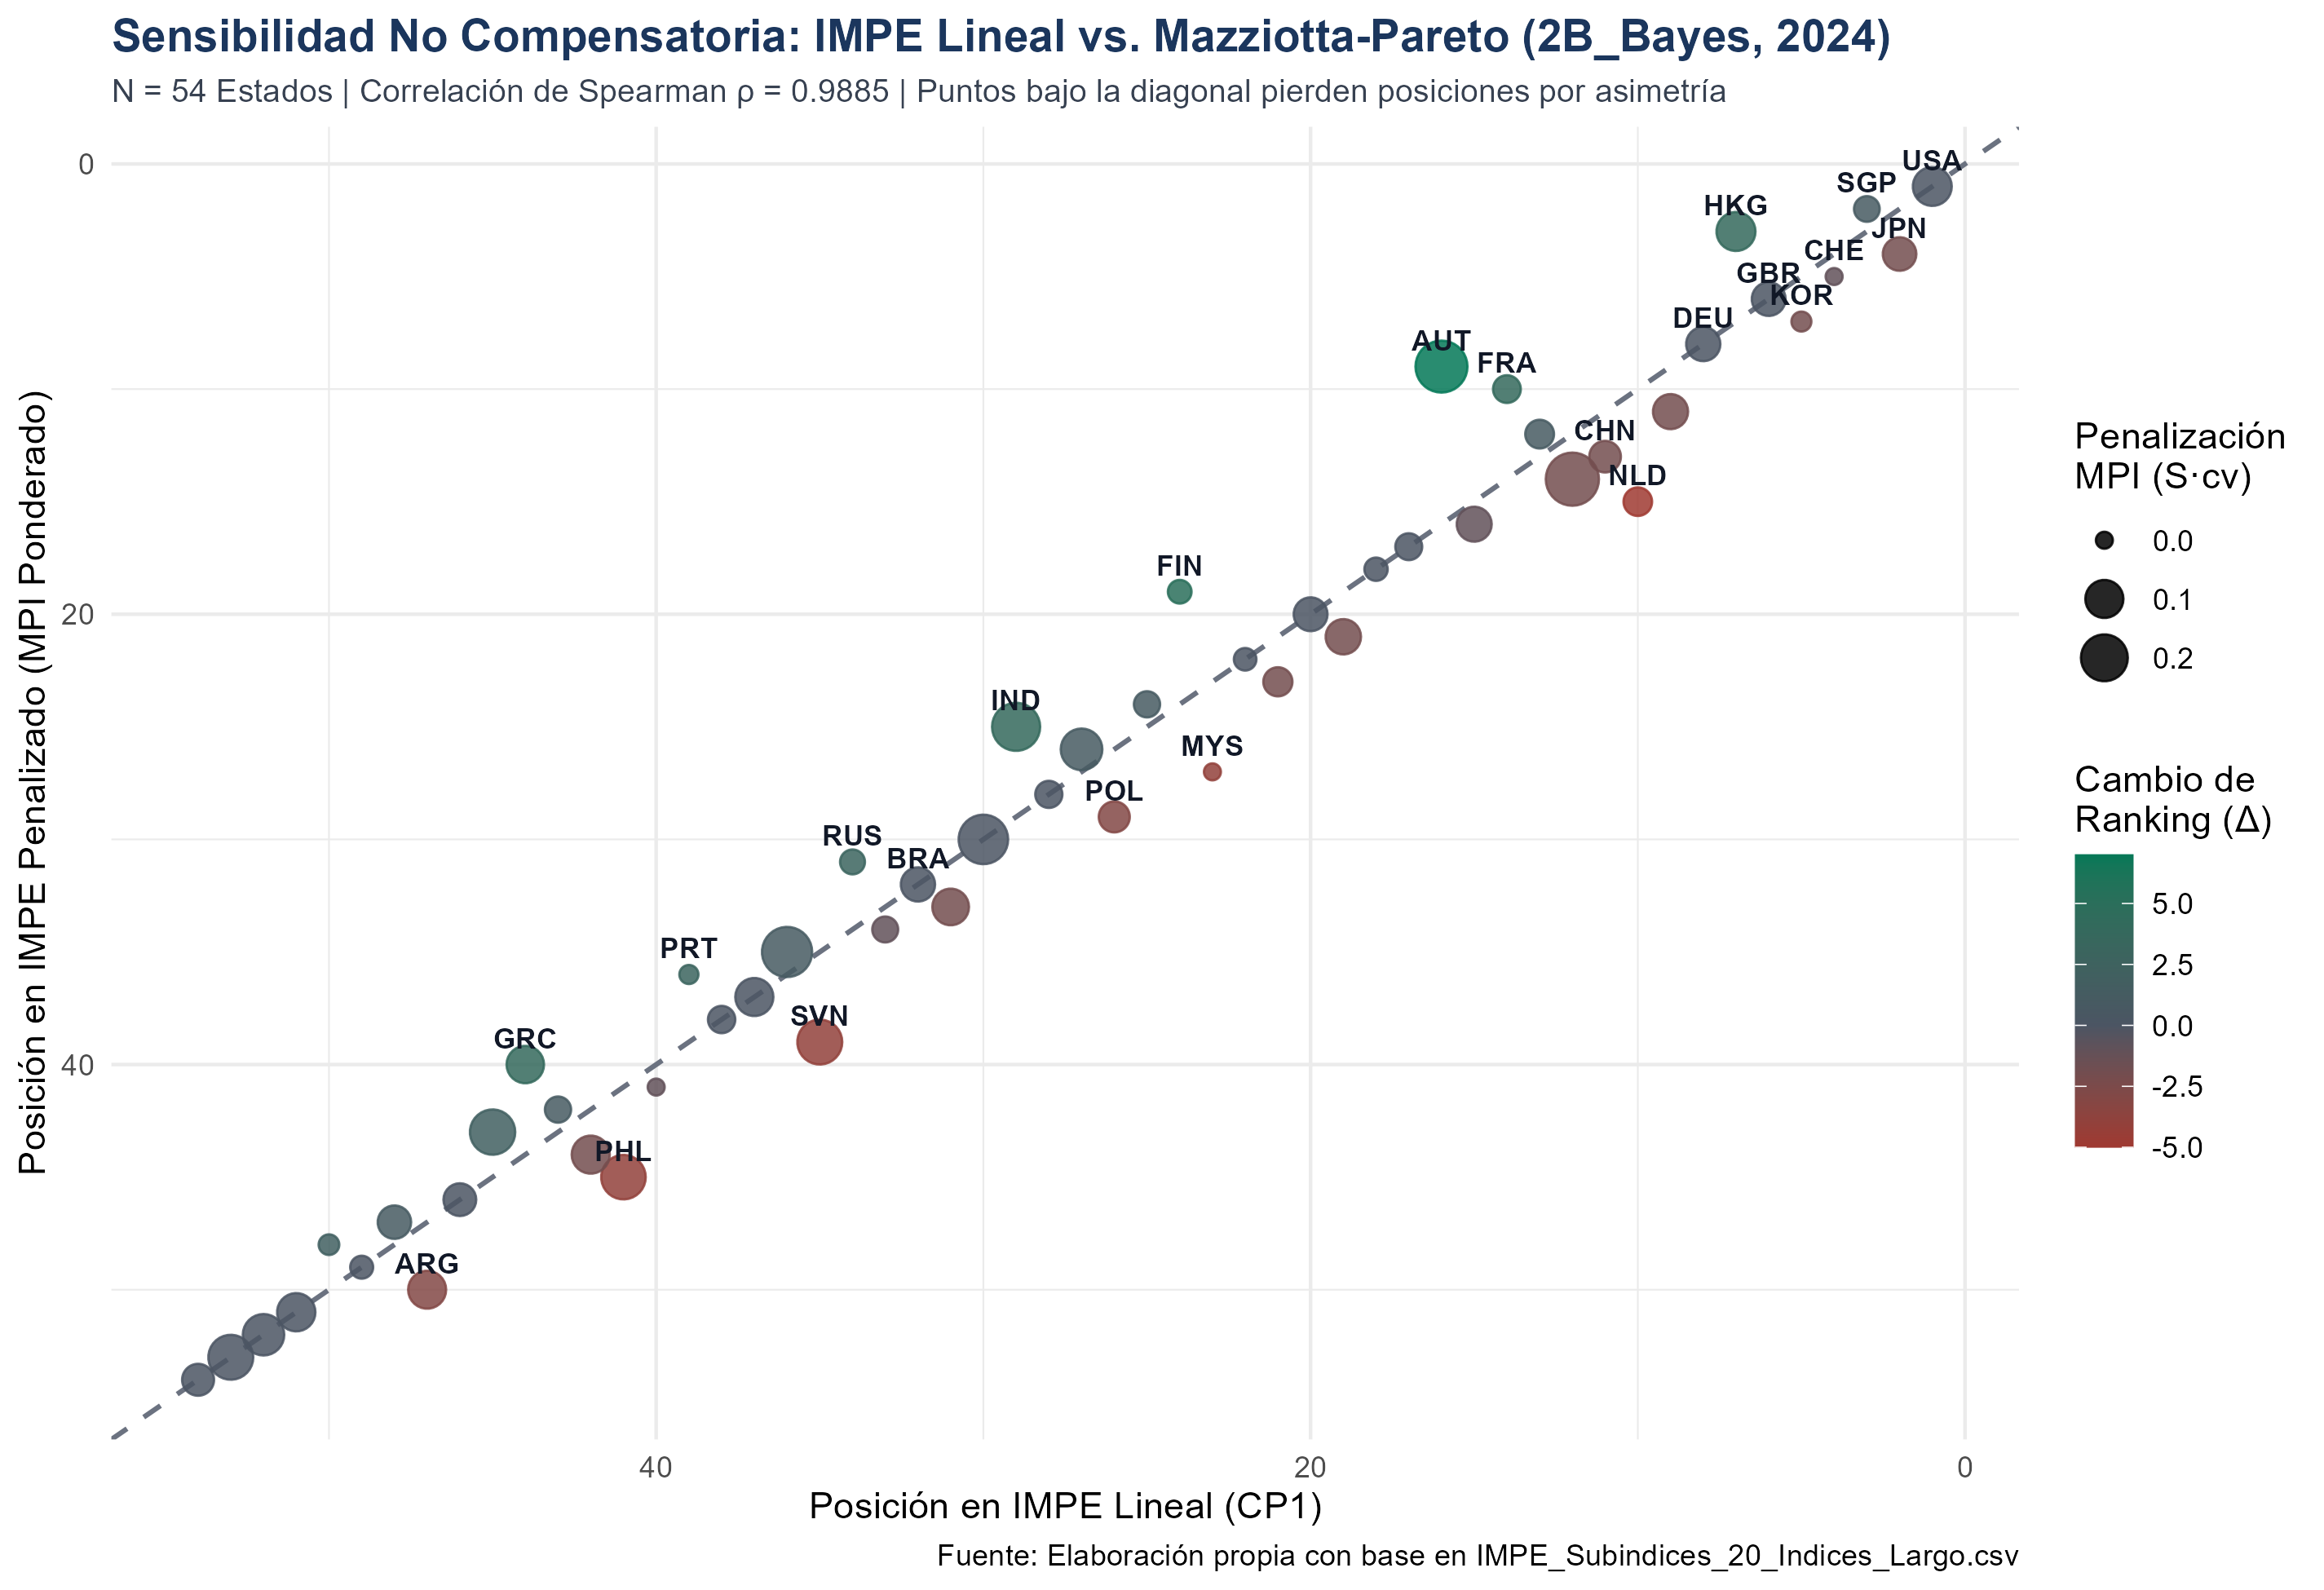 Sensibilidad No Compensatoria: IMPE Lineal vs. Mazziotta-Pareto (2B_Bayes, 2024)
N = 54 Estados | Correlación de Spearman ρ = 0.9885 | Puntos bajo la diagonal pierden posiciones por asimetría
Posición en IMPE Penalizado (MPI Ponderado)
0
20
40
USA
SGP
HKG
JPN
CHE
GBR
KOR
DEU
AUT
FRA
CHN
NLD
FIN
IND
MYS
POL
RUS
BRA
PRT
SVN
GRC
PHL
ARG
40
20
0
Posición en IMPE Lineal (CP1)
Penalización
MPI (S·cv)
0.0
0.1
0.2
Cambio de
Ranking (Δ)
5.0
2.5
0.0
-2.5
-5.0
Fuente: Elaboración propia con base en IMPE_Subindices_20_Indices_Largo.csv